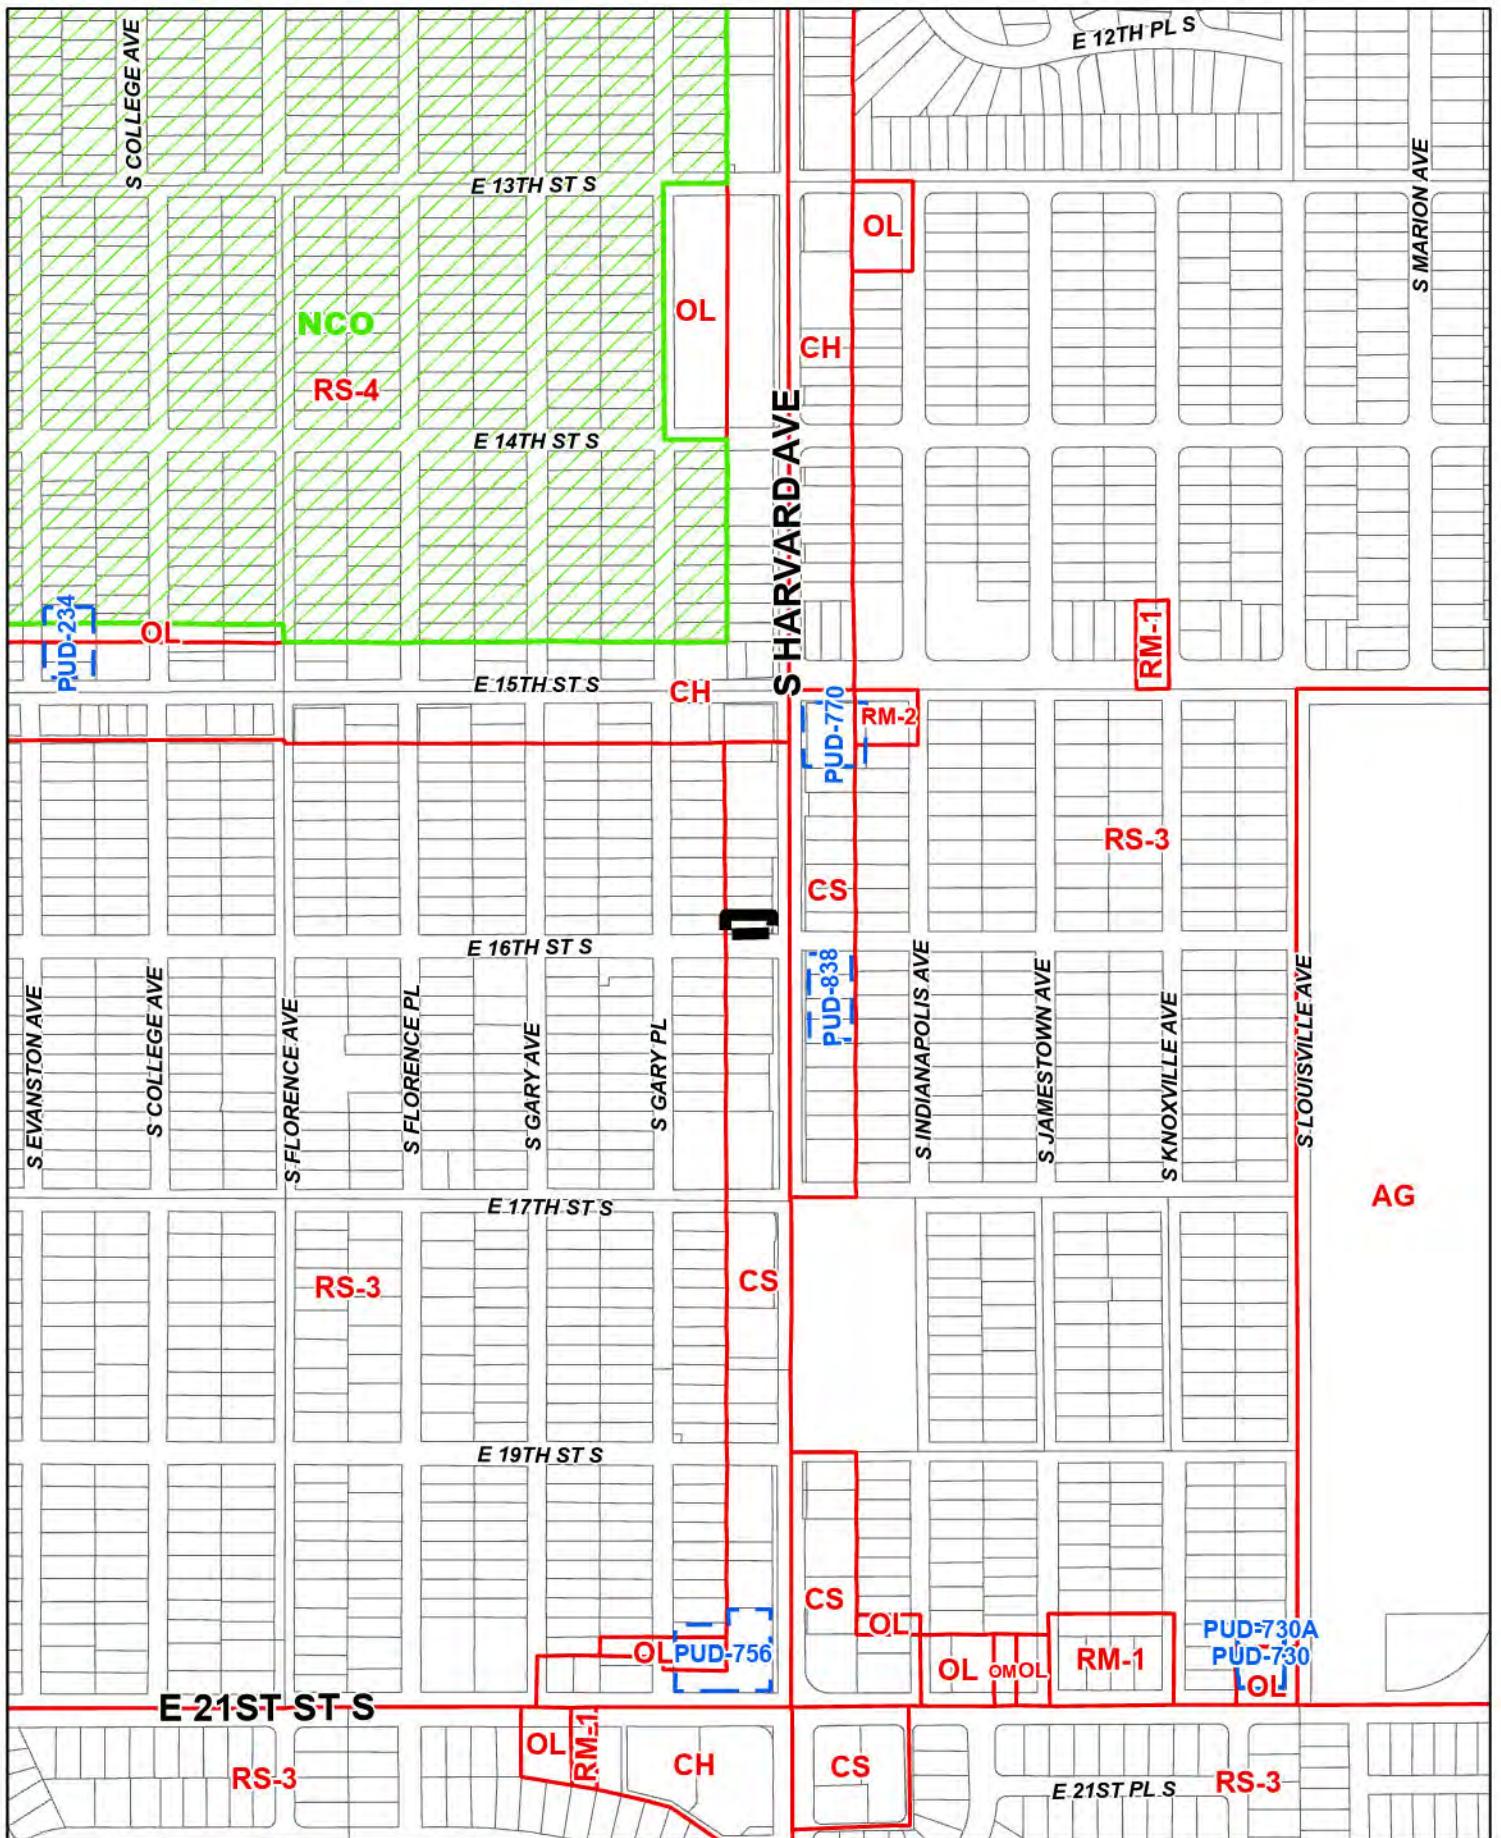 S COLLEGE AVE
E 12TH PL S
S MARION AVE
E 13TH ST S
OL
OL
NCO
CH
RS-4
S HARVARD AVE
E 14TH ST S
PUD-234
OL
RM-1
E 15TH ST S
CH
PUD-770
RM-2
RS-3
CS
E 16TH ST S
PUD-838
S EVANSTON AVE
S COLLEGE AVE
S FLORENCE AVE
S FLORENCE PL
S GARY AVE
S GARY PL
S INDIANAPOLIS AVE
S JAMESTOWN AVE
S KNOXVILLE AVE
S LOUISVILLE AVE
AG
E 17TH ST S
RS-3
CS
E 19TH ST S
CS
OL
PUD-730A
OL
PUD-756
OL
OM
OL
RM-1
PUD-730
OL
E 21ST ST S
OL
RM-1
CH
CS
RS-3
E 21ST PL S
RS-3